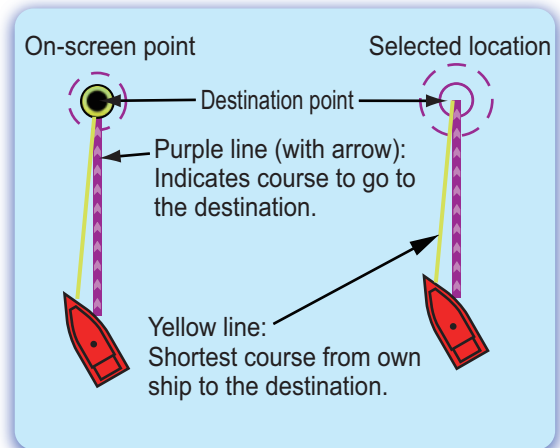 On-screen point
Selected location
Destination point
Purple line (with arrow):
Indicates course to go to
the destination.
Yellow line:
Shortest course from own
ship to the destination.